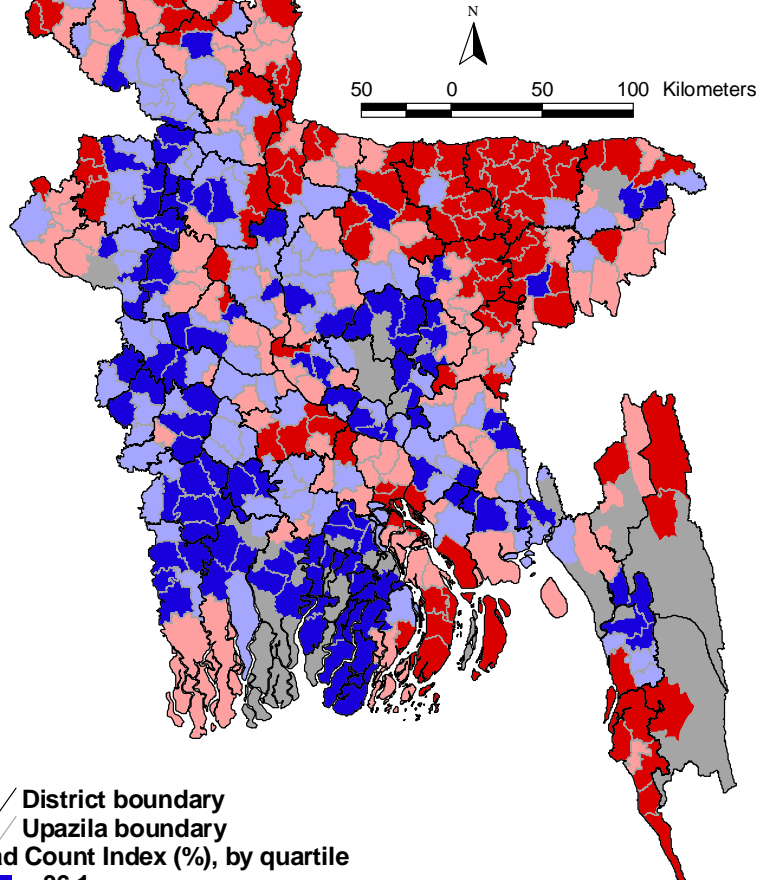 N
50 0 50 100 Kilometers
District boundary
Upazila boundary
Count Index (%), by quartile